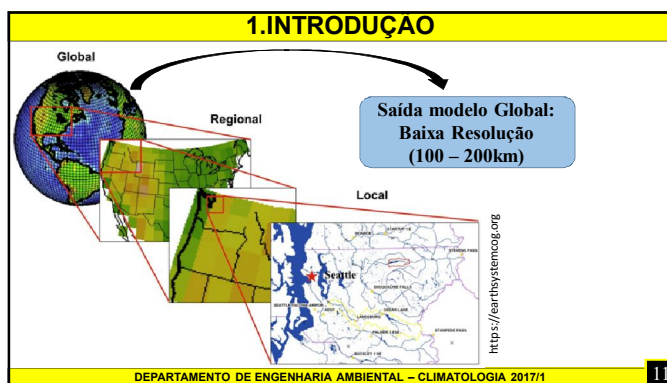 1.INTRODUÇÃO
Global
Saída modelo Global:
Baixa Resolução
(100 – 200km)
Regional
Local
Seattle
https://earthsystemcog.org
DEPARTAMENTO DE ENGENHARIA AMBIENTAL – CLIMATOLOGIA 2017/1
11